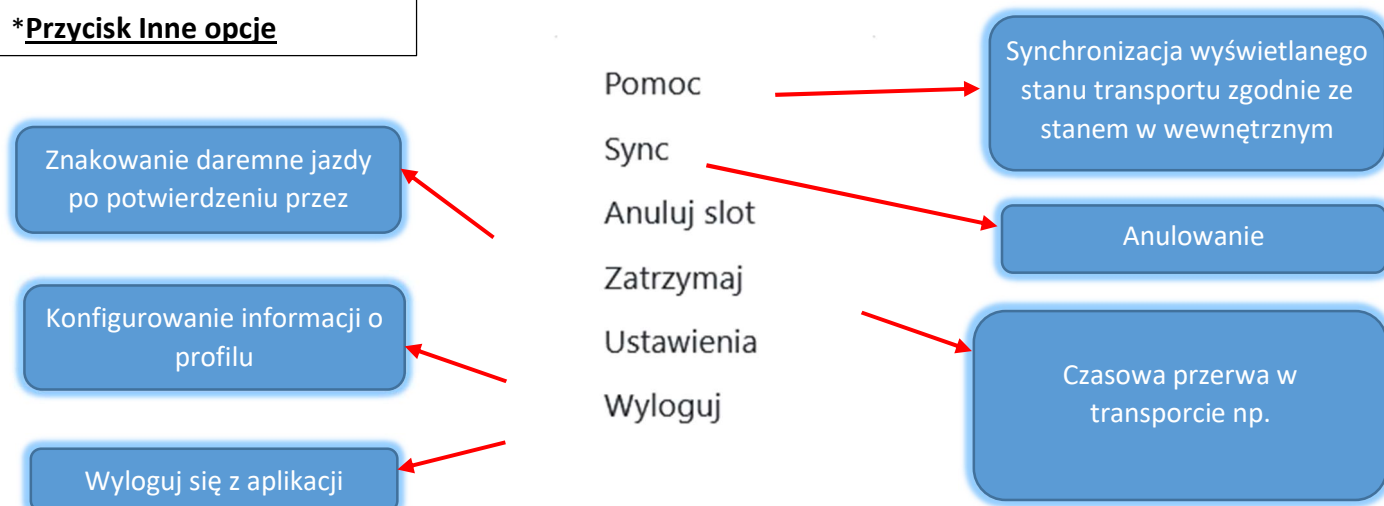 *Przycisk Inne opcje
Pomoc
Sync
Anuluj slot
Zatrzymaj
Ustawienia
Wyloguj
Znakowanie daremne jazdy
po potwierdzeniu przez
Konfigurowanie informacji o
profilu
Wyloguj się z aplikacji
Synchronizacja wyświetlanego
stanu transportu zgodnie ze
stanem w wewnętrznym
Anulowanie
Czasowa przerwa w
transporcie np.